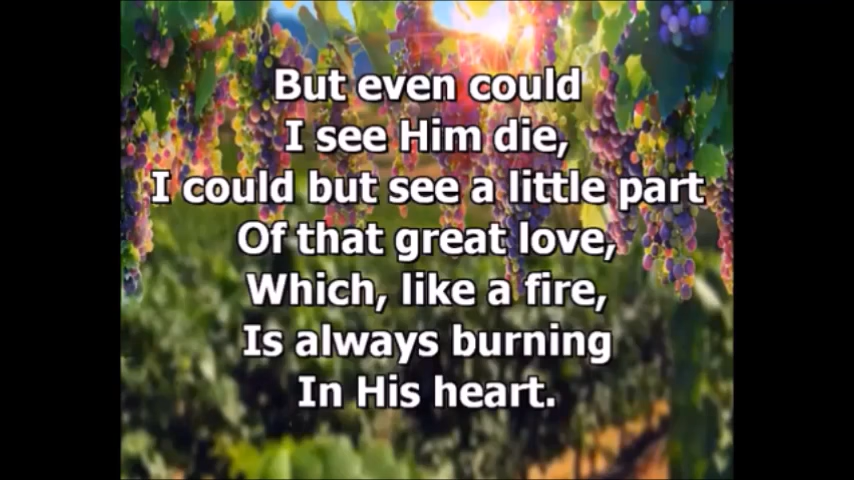 But even could
I see Him die,
I could but see a little part
Of that great love,
Which, like a fire,
Is always burning
In His heart.